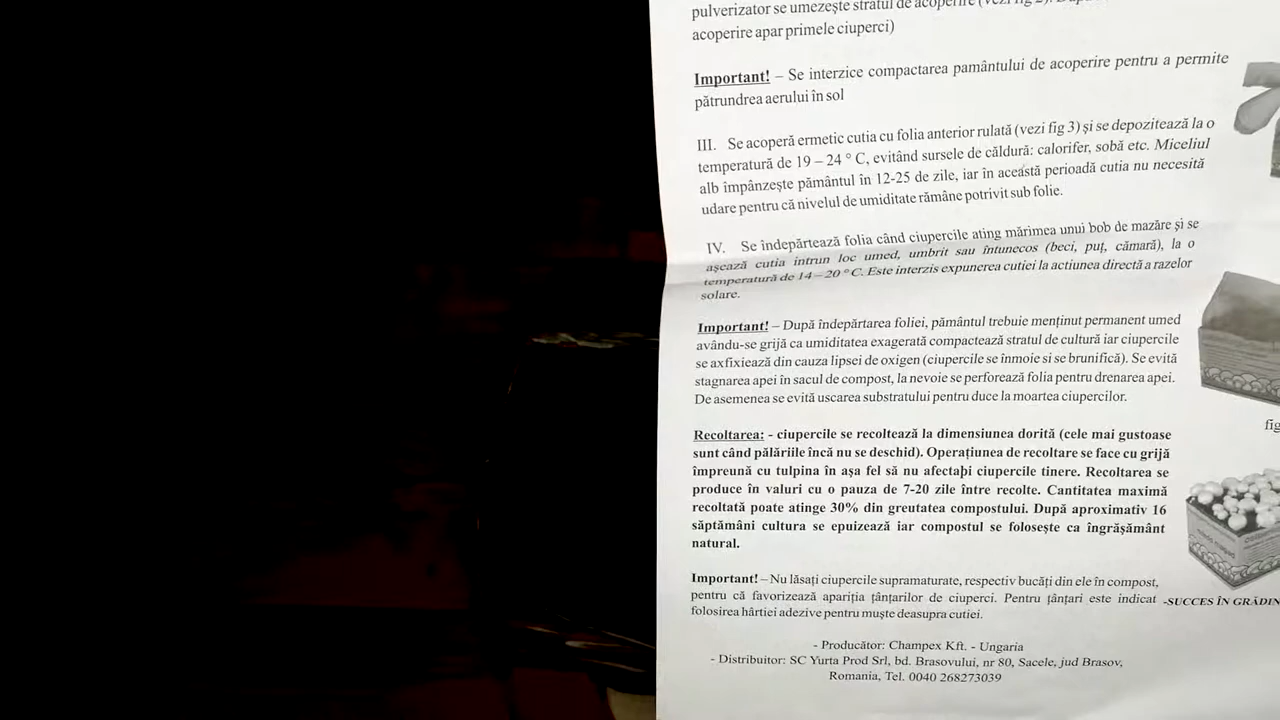 pulverizator se umezește stratul de acoperire (vezi fig 2).
acoperire apar primele ciuperci)
Important! – Se interzice compactarea pamântului de acoperire pentru a permite
pătrundrea aerului în sol
III. Se acoperă ermetic cutia cu folia anterior rulată (vezi fig 3) și se depozitează la o
temperatură de 19 – 24 ° C, evitând sursele de căldură: calorifer, sobă etc. Miceliul
alb împânzește pământul în 12-25 de zile, iar în această perioadă cutia nu necesită
udare pentru că nivelul de umiditate rămâne potrivit sub folie.
IV. Se îndepărtează folia când ciupercile ating mărimea unui bob de mazăre și se
așează cutia intrun loc umed, umbrit sau întunecos (beci, puț, cămară), la o
temperatură de 14 – 20 ° C. Este interzis expunerea cutiei la actiunea directă a razelor
solare.
Important! – După îndepărtarea foliei, pământul trebuie menținut permanent umed
avându-se grijă ca umiditatea exagerată compactează stratul de cultură iar ciupercile
se axfixiează din cauza lipsei de oxigen (ciupercile se înmoie si se brunifică). Se evită
stagnarea apei în sacul de compost, la nevoie se perforează folia pentru drenarea apei.
De asemenea se evită uscarea substratului pentru duce la moartea ciupercilor.
fig
Recoltarea: - ciupercile se recoltează la dimensiunea dorită (cele mai gustoase
sunt când pălăriile încă nu se deschid). Operațiunea de recoltare se face cu grijă
împreună cu tulpina în așa fel să nu afectaþi ciupercile tinere. Recoltarea se
produce în valuri cu o pauza de 7-20 zile între recolte. Cantitatea maximă
recoltată poate atinge 30% din greutatea compostului. După aproximativ 16
săptămâni cultura se epuizează iar compostul se folosește ca îngrășământ
natural.
Important! – Nu lăsați ciupercile supramaturate, respectiv bucăți din ele în compost,
pentru că favorizează apariția țânțarilor de ciuperci. Pentru țânțari este indicat
folosirea hârtiei adezive pentru muște deasupra cutiei.
-SUCCES ÎN GRĂDIN
- Producător: Champex Kft. - Ungaria
- Distribuitor: SC Yurta Prod Srl, bd. Brasovului, nr 80, Sacele, jud Brasov,
Romania, Tel. 0040 268273039